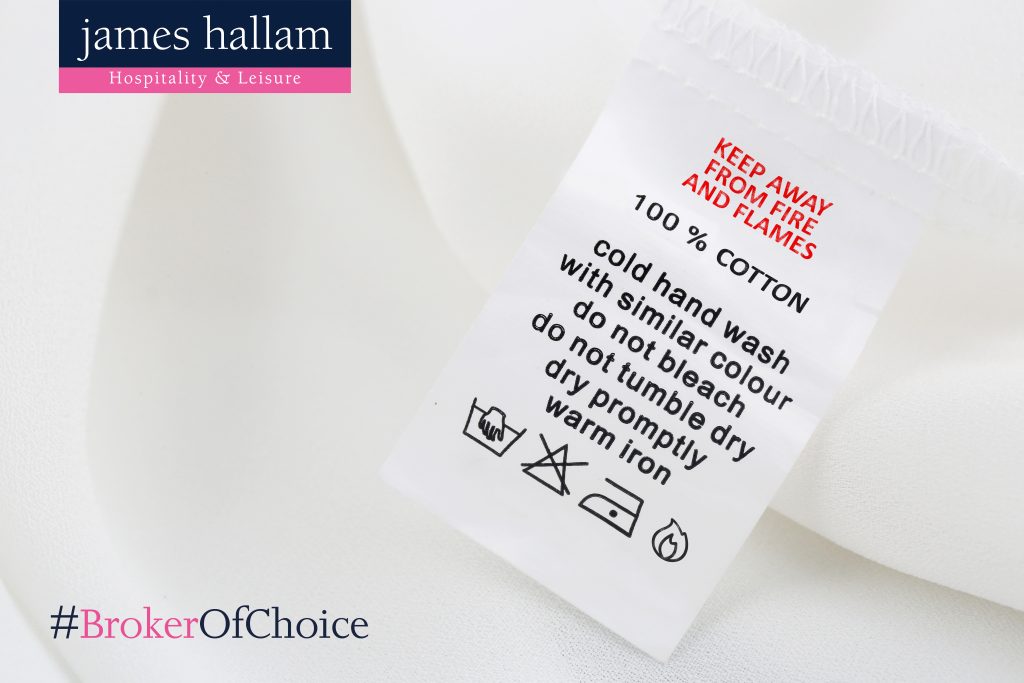 james hallam
Hospitality & Leisure
KEEP AWAY
FROM FIRE
AND FLAMES
100 % COTTON
cold hand wash
with similar colour
do not bleach
do not tumble dry
dry promptly
warm iron
#BrokerOfChoice